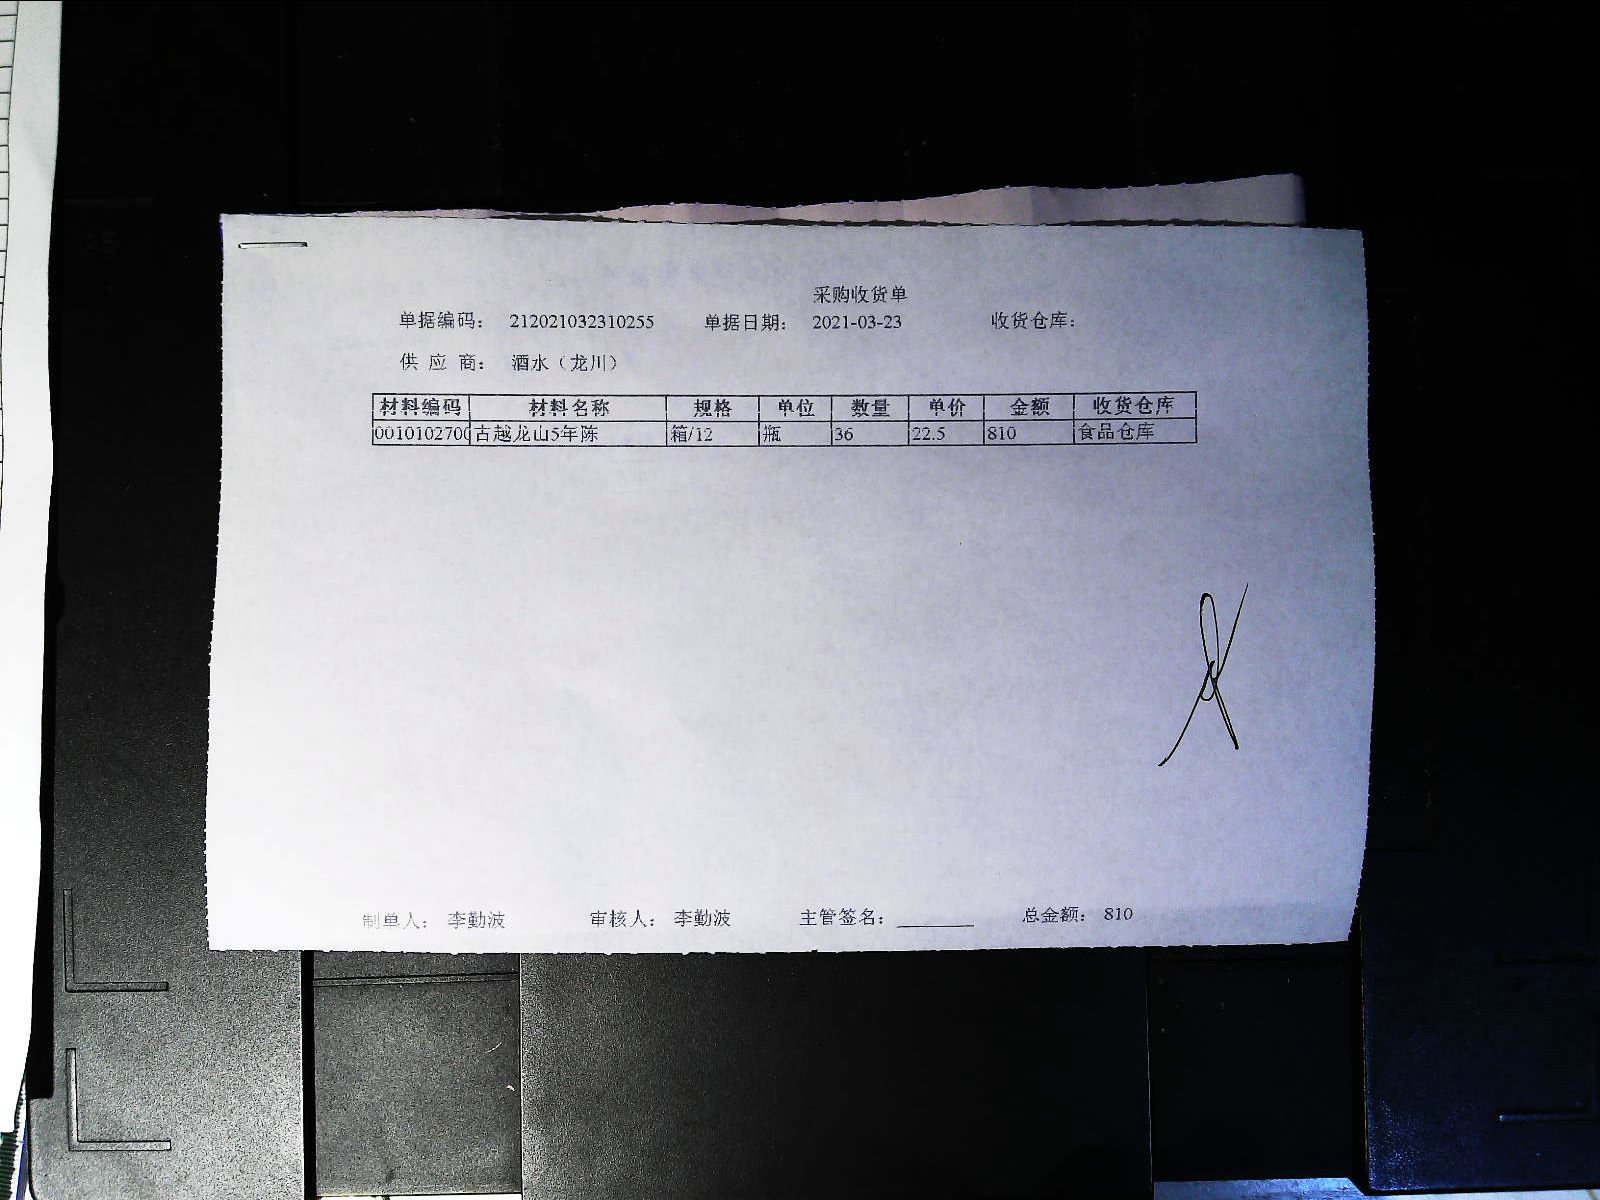 采购收货单
单据编码： 212021032310255 单据日期： 2021-03-23 收货仓库：
供 应 商： 酒水（龙川）
材料编码 材料名称 规格 单位 数量 单价 金额 收货仓库
0010102700 古越龙山5年陈 箱/12 瓶 36 22.5 810 食品仓库
制单人： 李勤波 审核人： 李勤波 主管签名： 总金额： 810